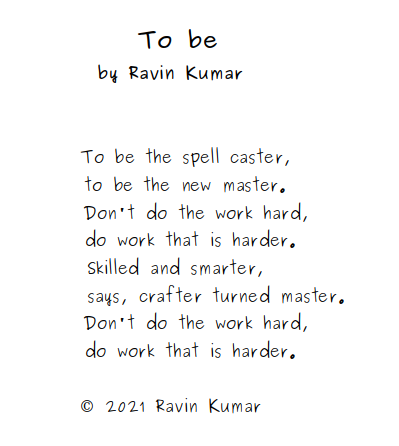 To be
by Ravin Kumar
To be the spell caster,
to be the new master.
Don't do the work hard,
do work that is harder.
Skilled and smarter,
says, crafter turned master.
Don't do the work hard,
do work that is harder.
© 2021 Ravin Kumar